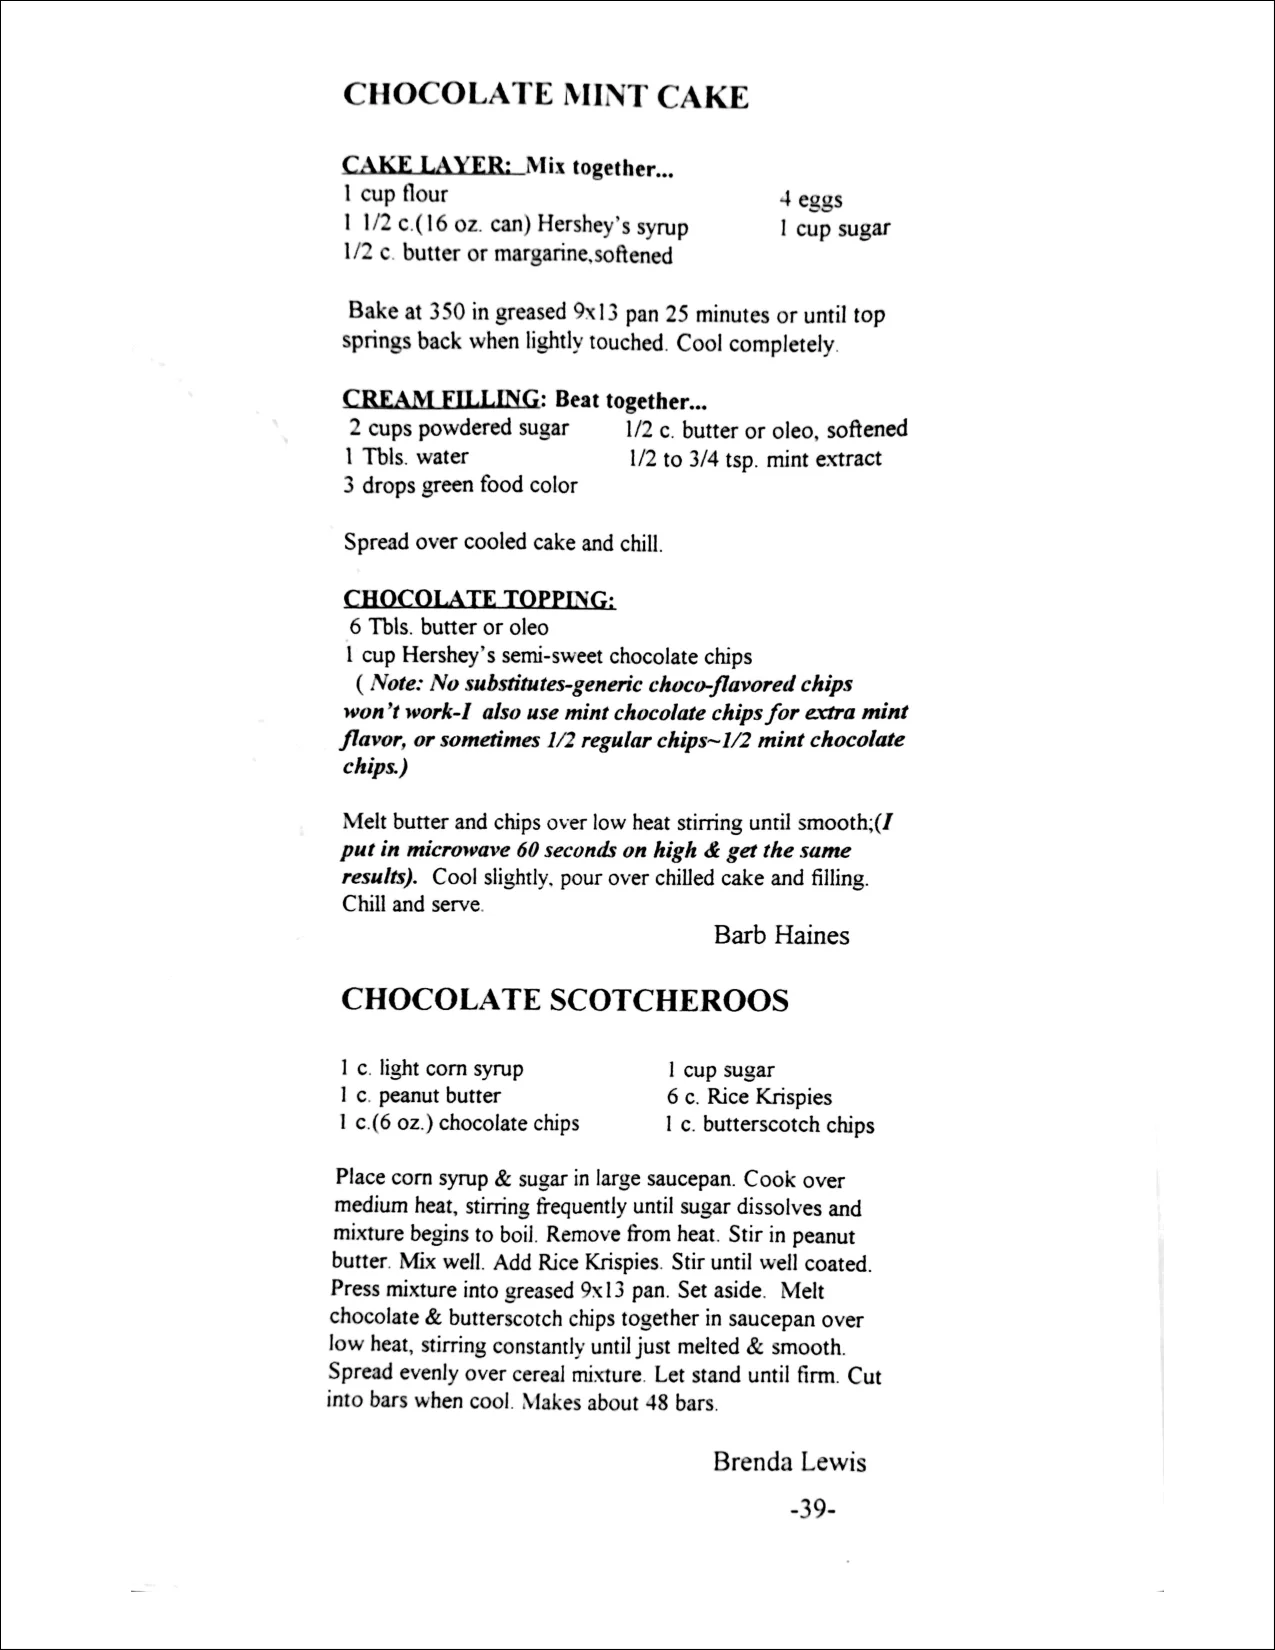 CHOCOLATE MINT CAKE
CAKE LAYER: Mix together...
1 cup flour 4 eggs
1 1/2 c.(16 oz. can) Hershey's syrup 1 cup sugar
1/2 c. butter or margarine,softened
Bake at 350 in greased 9x13 pan 25 minutes or until top
springs back when lightly touched. Cool completely.
CREAM FILLING: Beat together...
2 cups powdered sugar 1/2 c. butter or oleo, softened
1 Tbls. water 1/2 to 3/4 tsp. mint extract
3 drops green food color
Spread over cooled cake and chill.
CHOCOLATE TOPPING:
6 Tbls. butter or oleo
1 cup Hershey's semi-sweet chocolate chips
( Note: No substitutes-generic choco-flavored chips
won't work-I also use mint chocolate chips for extra mint
flavor, or sometimes 1/2 regular chips~1/2 mint chocolate
chips.)
Melt butter and chips over low heat stirring until smooth;(I
put in microwave 60 seconds on high & get the same
results). Cool slightly, pour over chilled cake and filling.
Chill and serve.
Barb Haines
CHOCOLATE SCOTCHEROOS
1 c. light corn syrup 1 cup sugar
1 c. peanut butter 6 c. Rice Krispies
1 c.(6 oz.) chocolate chips 1 c. butterscotch chips
Place corn syrup & sugar in large saucepan. Cook over
medium heat, stirring frequently until sugar dissolves and
mixture begins to boil. Remove from heat. Stir in peanut
butter. Mix well. Add Rice Krispies. Stir until well coated.
Press mixture into greased 9x13 pan. Set aside. Melt
chocolate & butterscotch chips together in saucepan over
low heat, stirring constantly until just melted & smooth.
Spread evenly over cereal mixture. Let stand until firm. Cut
into bars when cool. Makes about 48 bars.
Brenda Lewis
-39-